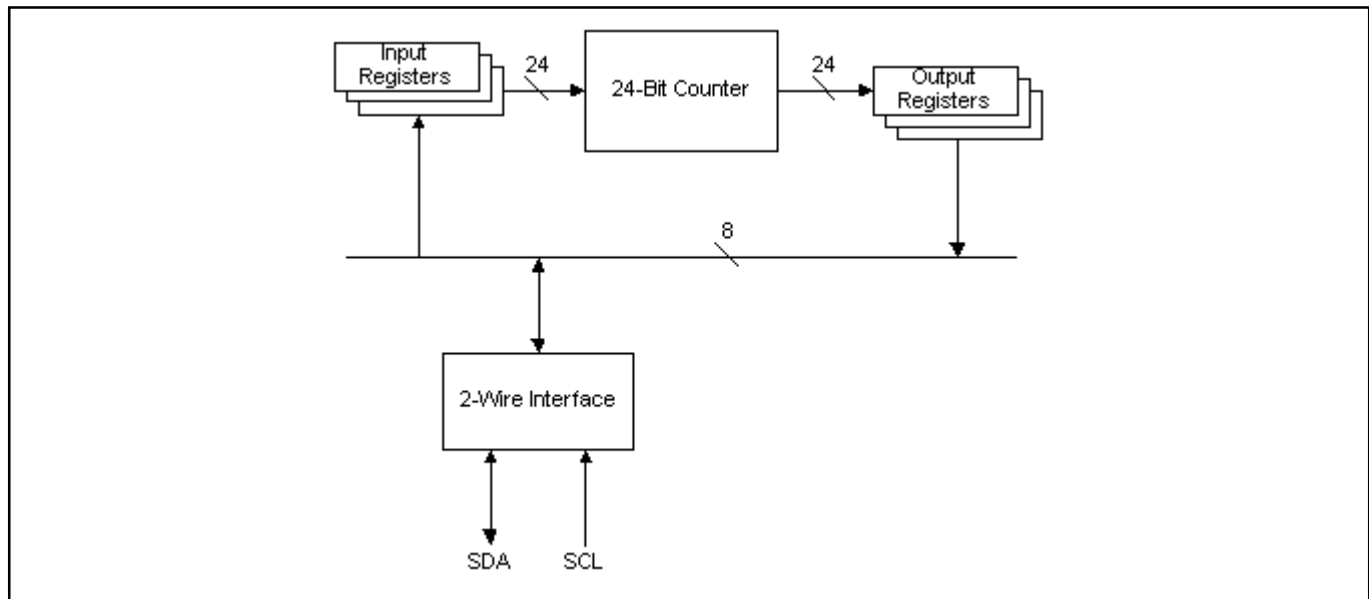 Input
Registers
24
24-Bit Counter
24
Output
Registers
8
2-Wire Interface
SDA
SCL